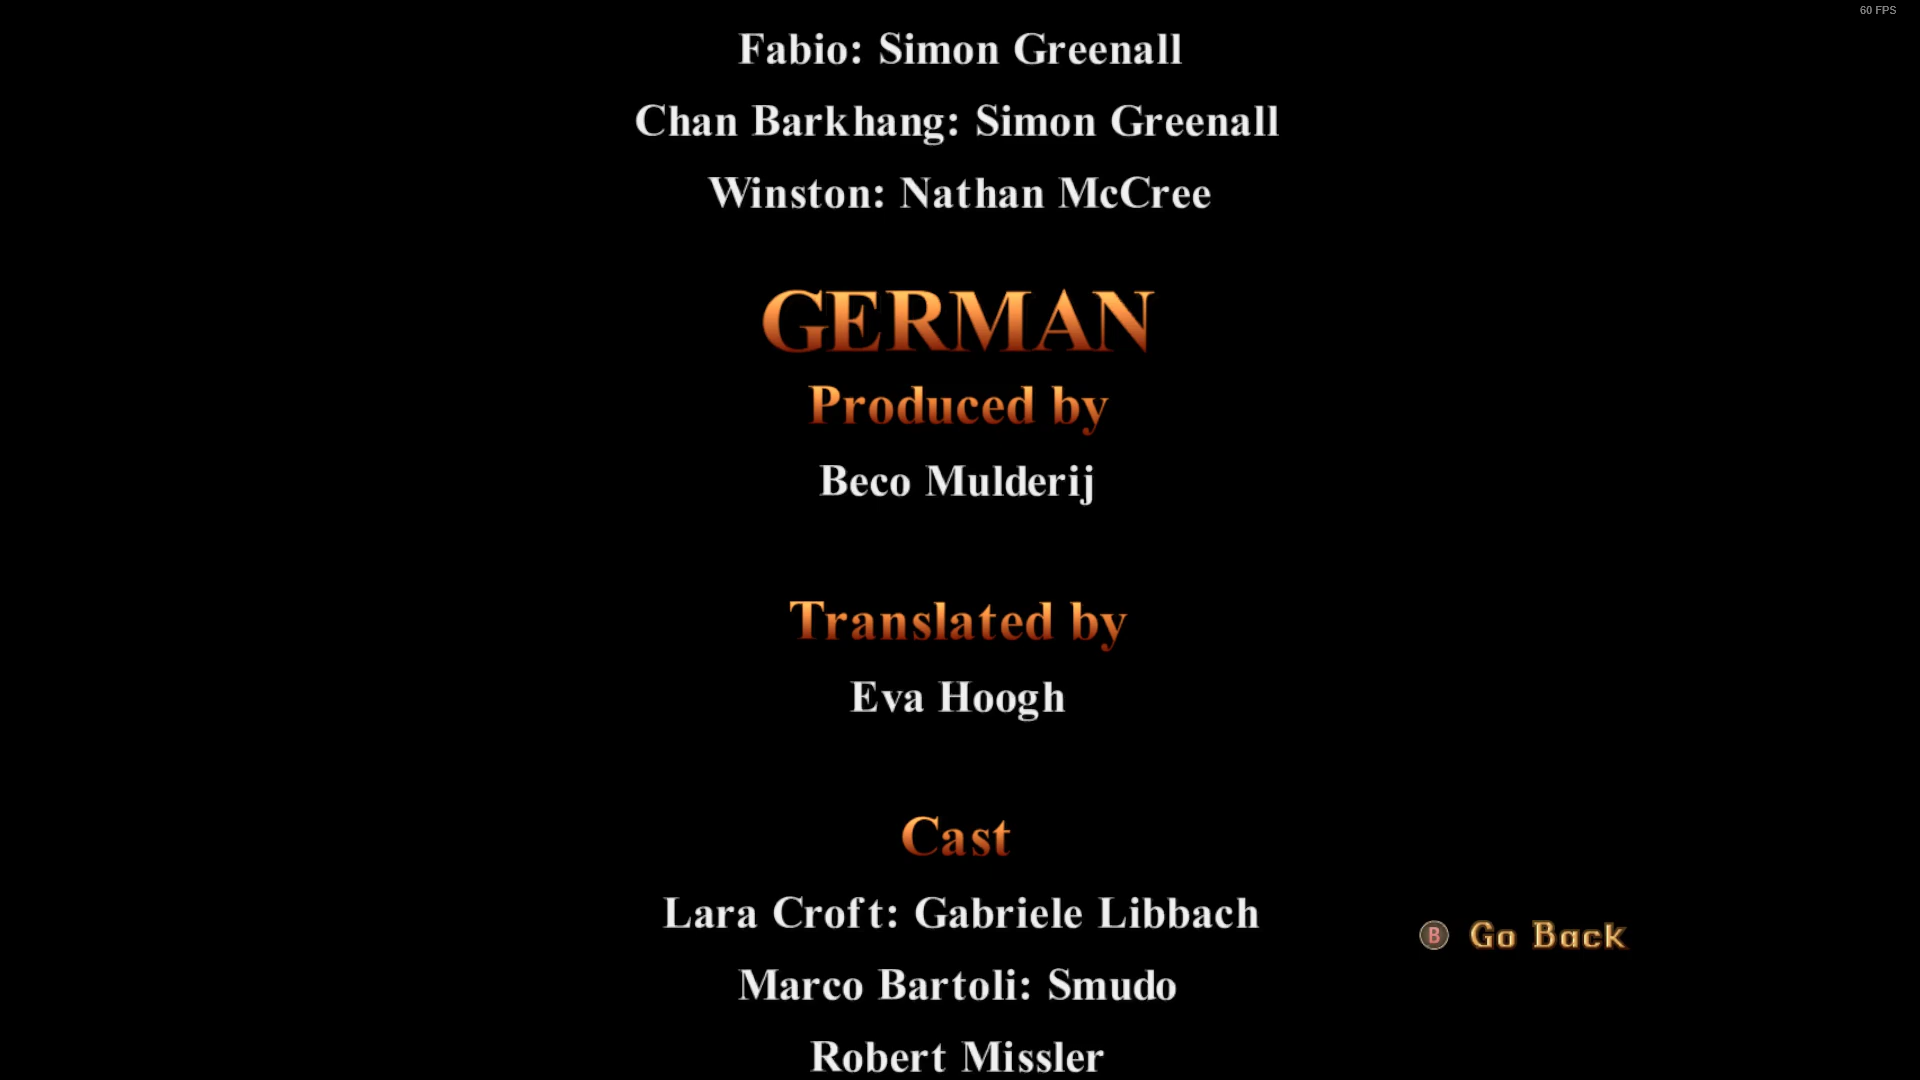 60 FPS
Fabio: Simon Greenall
Chan Barkhang: Simon Greenall
Winston: Nathan McCree
GERMAN
Produced by
Beco Mulderij
Translated by
Eva Hoogh
Cast
Lara Croft: Gabriele Libbach
B Go Back
Marco Bartoli: Smudo
Robert Missler